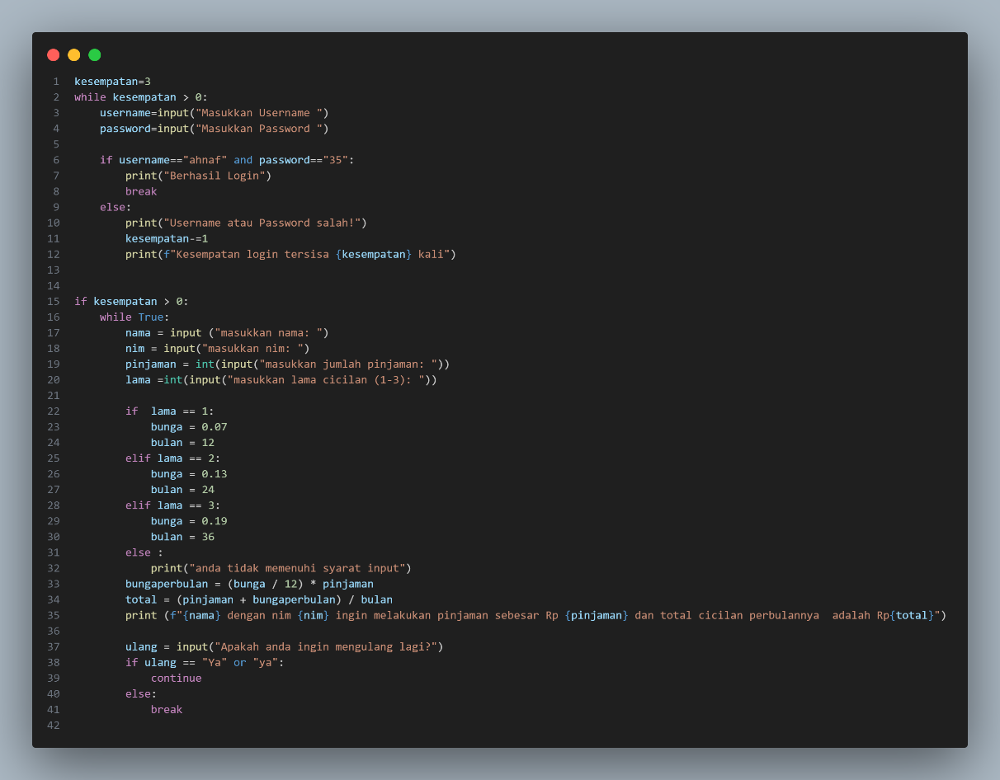 1 kesempatan=3
2 while kesempatan > 0:
3     username=input("Masukkan Username ")
4     password=input("Masukkan Password ")
5
6     if username=="ahnaf" and password=="35":
7         print("Berhasil Login")
8         break
9     else:
10         print("Username atau Password salah!")
11         kesempatan-=1
12         print(f"Kesempatan login tersisa {kesempatan} kali")
13
14
15 if kesempatan > 0:
16     while True:
17         nama = input ("masukkan nama: ")
18         nim = input("masukkan nim: ")
19         pinjaman = int(input("masukkan jumlah pinjaman: "))
20         lama =int(input("masukkan lama cicilan (1-3): "))
21
22         if  lama == 1:
23             bunga = 0.07
24             bulan = 12
25         elif lama == 2:
26             bunga = 0.13
27             bulan = 24
28         elif lama == 3:
29             bunga = 0.19
30             bulan = 36
31         else :
32             print("anda tidak memenuhi syarat input")
33         bungaperbulan = (bunga / 12) * pinjaman
34         total = (pinjaman + bungaperbulan) / bulan
35         print (f"{nama} dengan nim {nim} ingin melakukan pinjaman sebesar Rp {pinjaman} dan total cicilan perbulannya  adalah Rp{total}")
36
37         ulang = input("Apakah anda ingin mengulang lagi?")
38         if ulang == "Ya" or "ya":
39             continue
40         else:
41             break
42